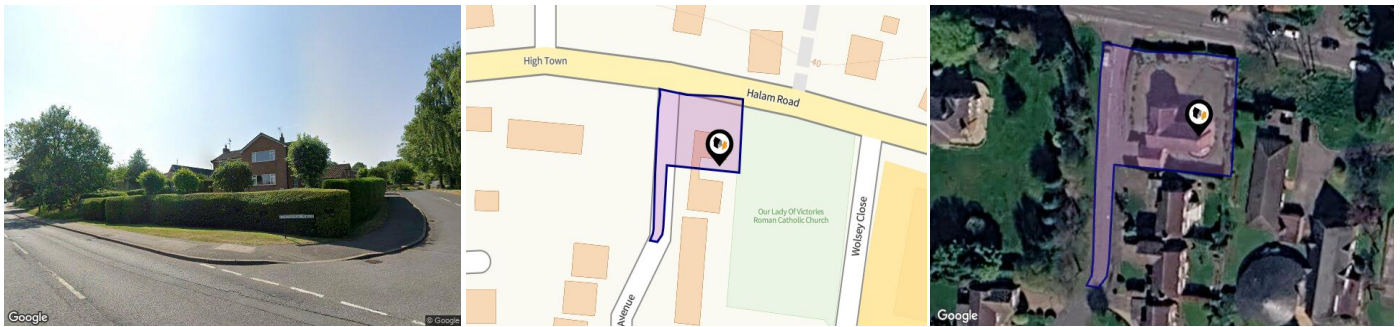 Google
© Google
High Town
Halam Road
40
Our Lady Of Victories
Roman Catholic Church
Wolsey Close
Avenue
Google